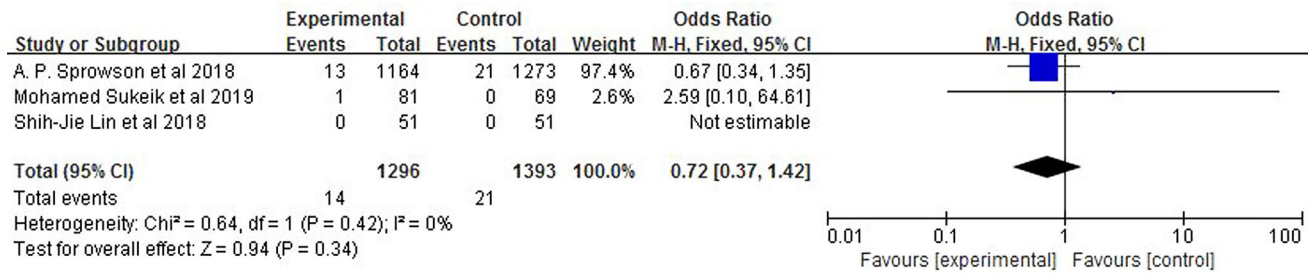 Experimental Control Odds Ratio Odds Ratio
Study or Subgroup Events Total Events Total Weight M-H, Fixed, 95% CI M-H, Fixed, 95% CI
A. P. Sprowson et al 2018 13 1164 21 1273 97.4% 0.67 [0.34, 1.35]
Mohamed Sukeik et al 2019 1 81 0 69 2.6% 2.59 [0.10, 64.61]
Shih-Jie Lin et al 2018 0 51 0 51 Not estimable
Total (95% CI) 1296 1393 100.0% 0.72 [0.37, 1.42]
Total events 14 21
Heterogeneity: Chi² = 0.64, df = 1 (P = 0.42); I² = 0%
Test for overall effect: Z = 0.94 (P = 0.34)
0.01 0.1 1 10 100
Favours [experimental] Favours [control]